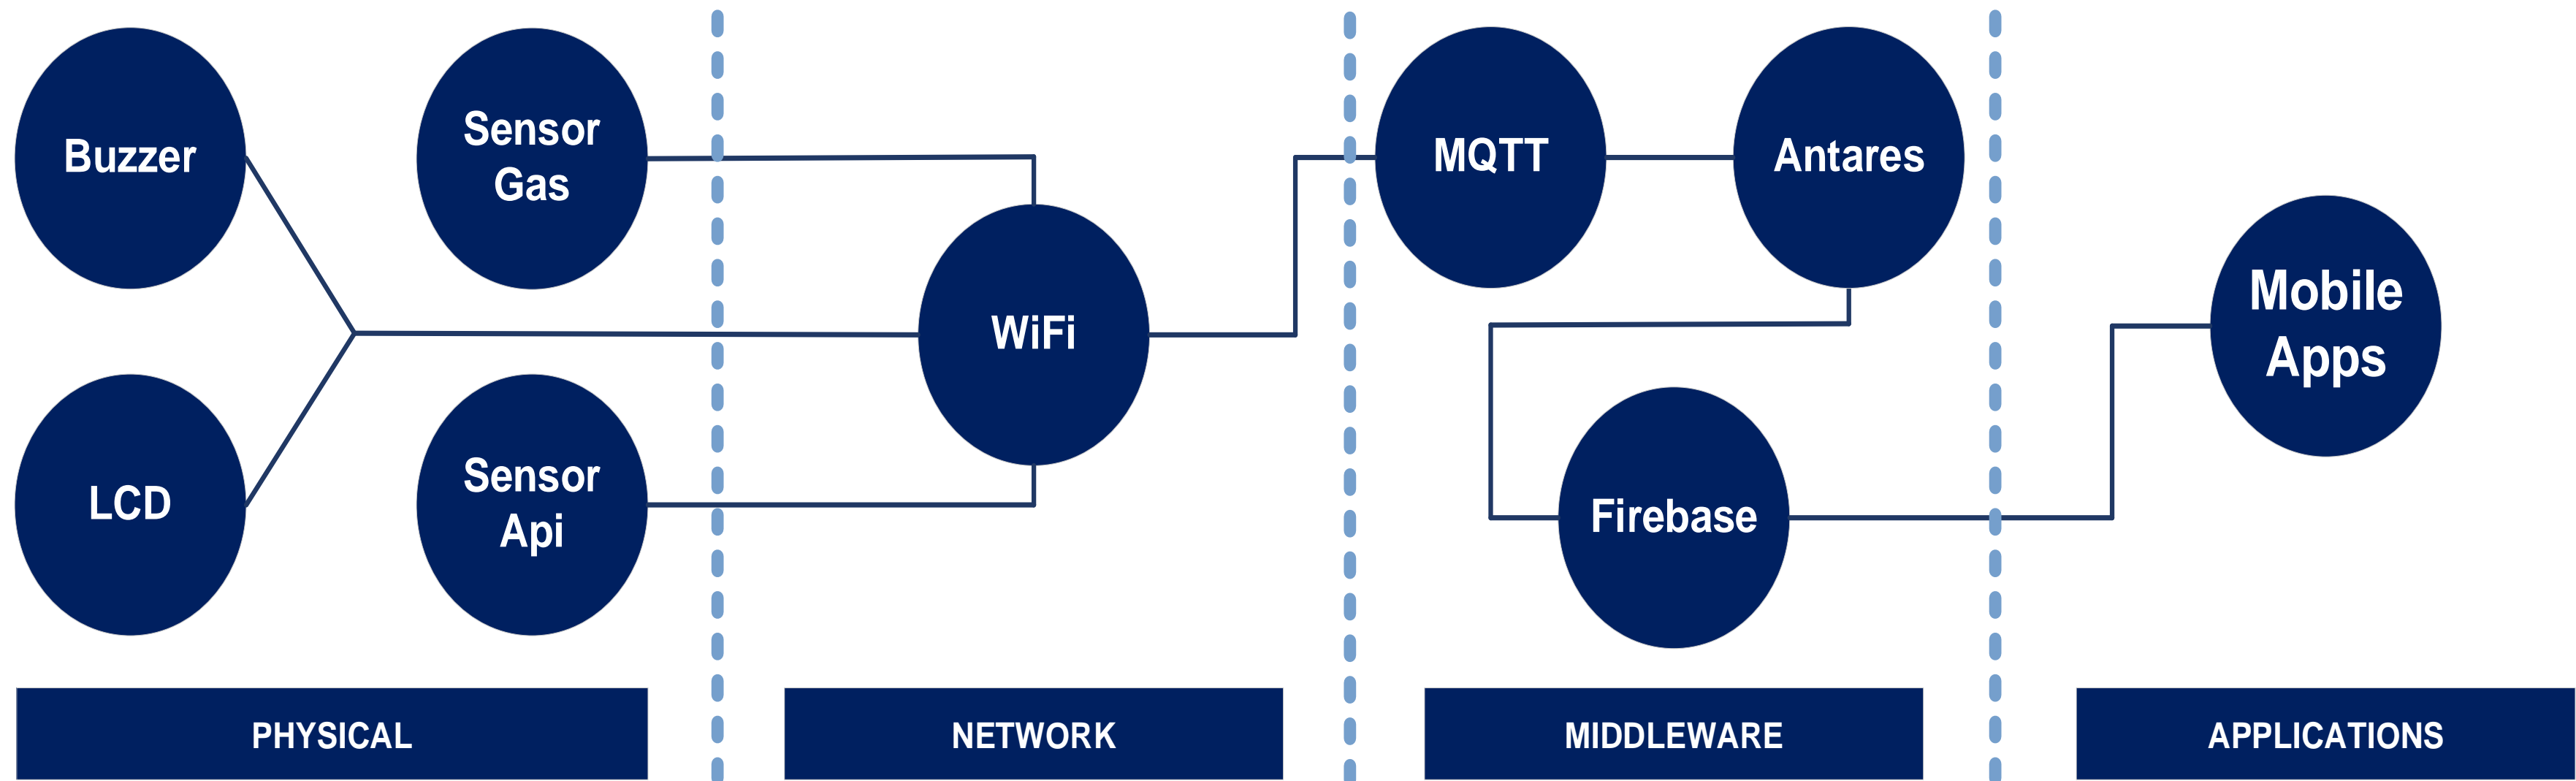 Buzzer
Sensor
Gas
LCD
Sensor
Api
WiFi
MQTT
Antares
Firebase
Mobile
Apps
PHYSICAL
NETWORK
MIDDLEWARE
APPLICATIONS